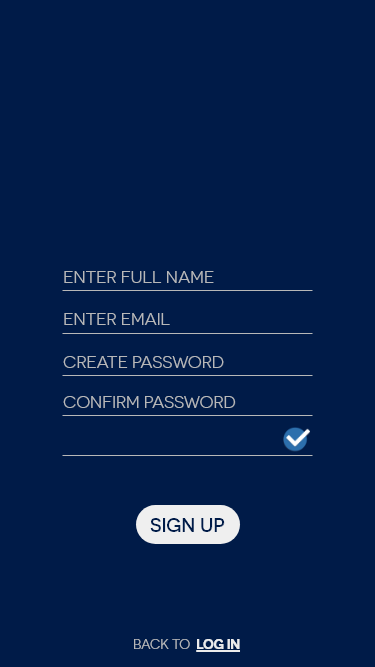 ENTER FULL NAME
ENTER EMAIL
CREATE PASSWORD
CONFIRM PASSWORD
SIGN UP
BACK TO LOG IN